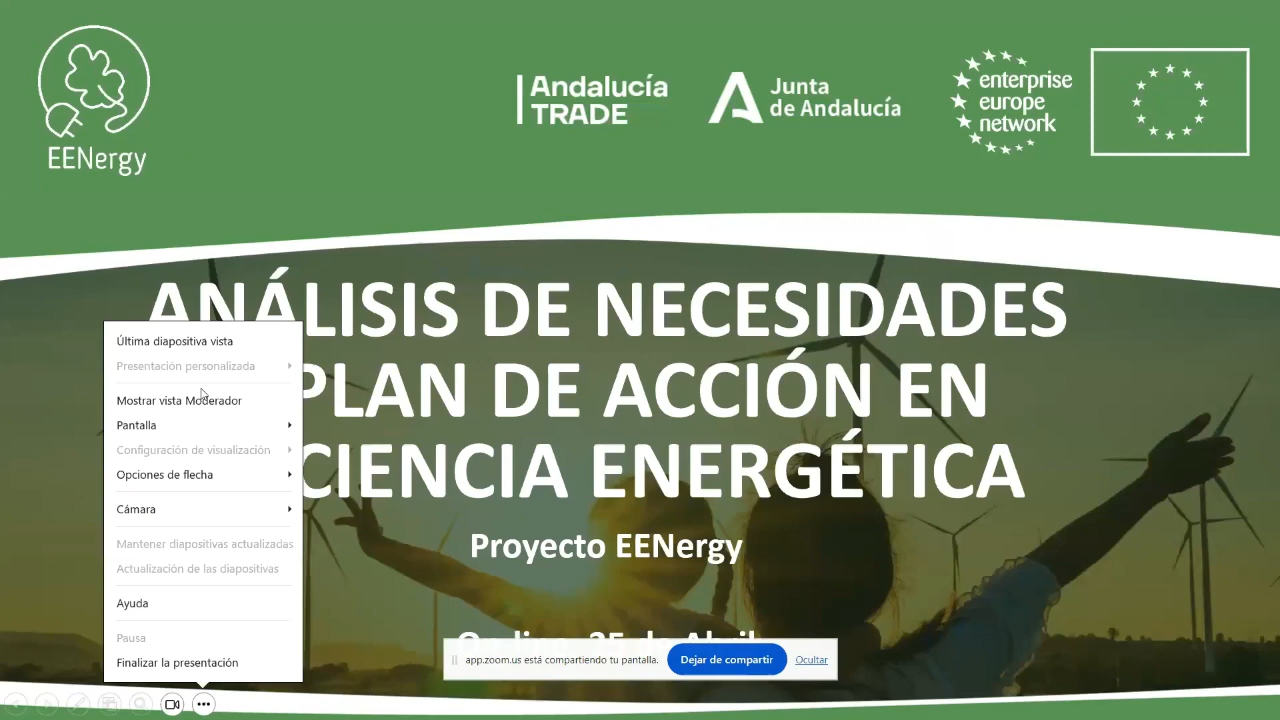 EENergy
Andalucía
TRADE
Junta
de Andalucía
enterprise
europe
network
ANÁLISIS DE NECESIDADES
PLAN DE ACCIÓN EN
CIENCIA ENERGÉTICA
Proyecto EENergy
Última diapositiva vista
Presentación personalizada
Mostrar vista Moderador
Pantalla
Configuración de visualización
Opciones de flecha
Cámara
Mantener diapositivas actualizadas
Actualización de las diapositivas
Ayuda
Pausa
Finalizar la presentación
app.zoom.us está compartiendo tu pantalla.
Dejar de compartir
Ocultar